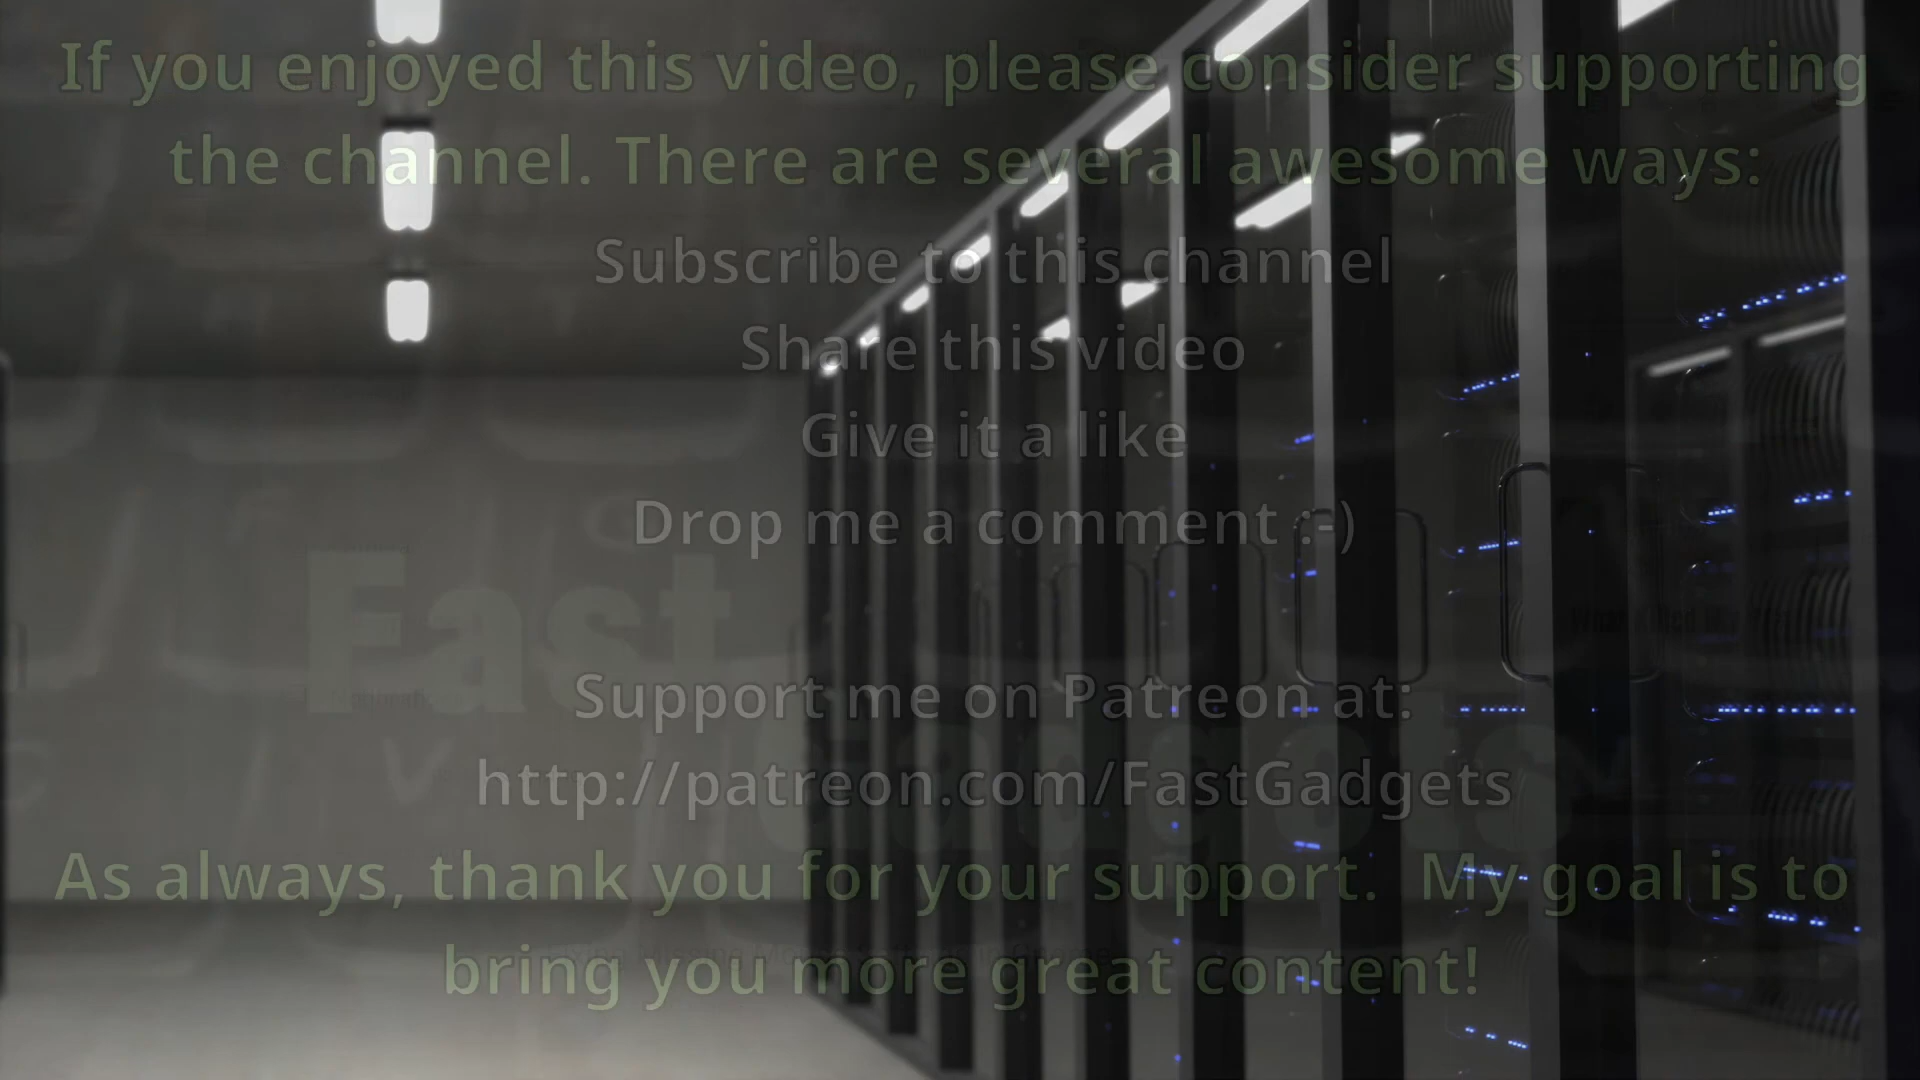 If you enjoyed this video, please consider supporting
the channel. There are several awesome ways:
Subscribe to this channel
Share this video
Give it a like
Drop me a comment :-)
Fast
Support me on Patreon at:
Gadgets
http://patreon.com/FastGadgets
As always, thank you for your support. My goal is to
bring you more great content!